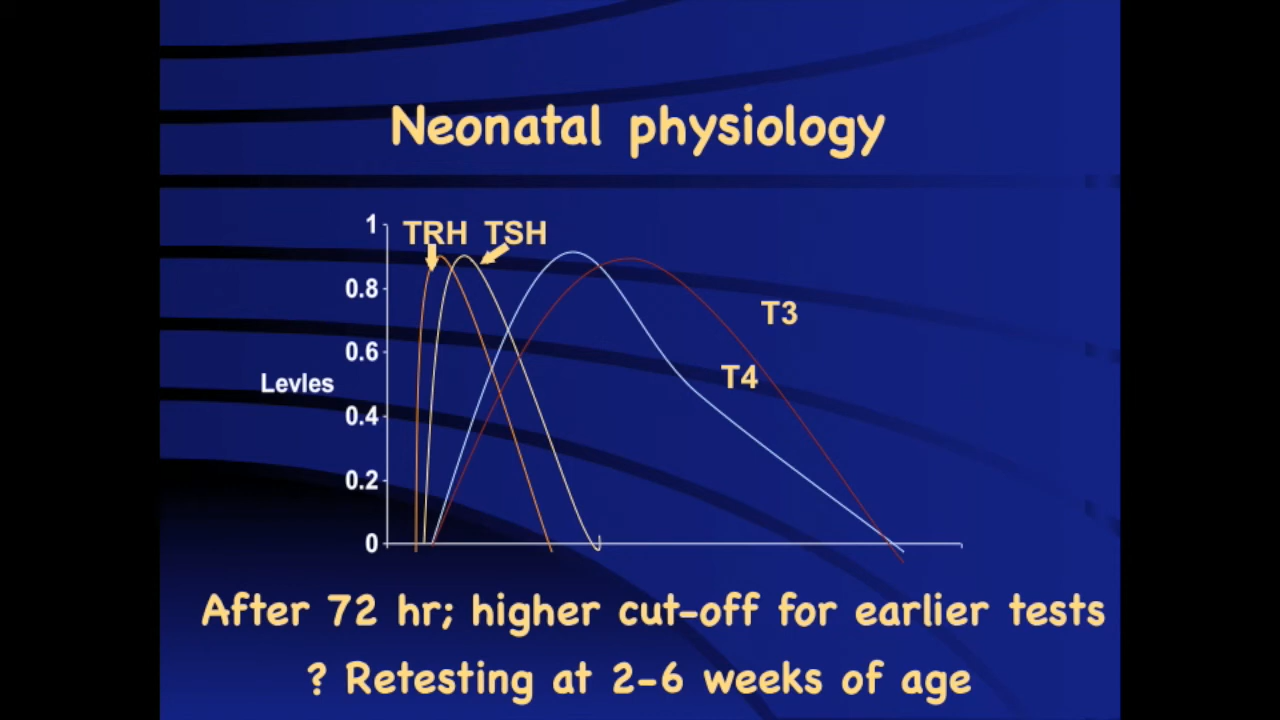 Neonatal physiology
1
TRH TSH
0.8
T3
0.6
T4
Levles
0.4
0.2
0
After 72 hr; higher cut-off for earlier tests
? Retesting at 2-6 weeks of age